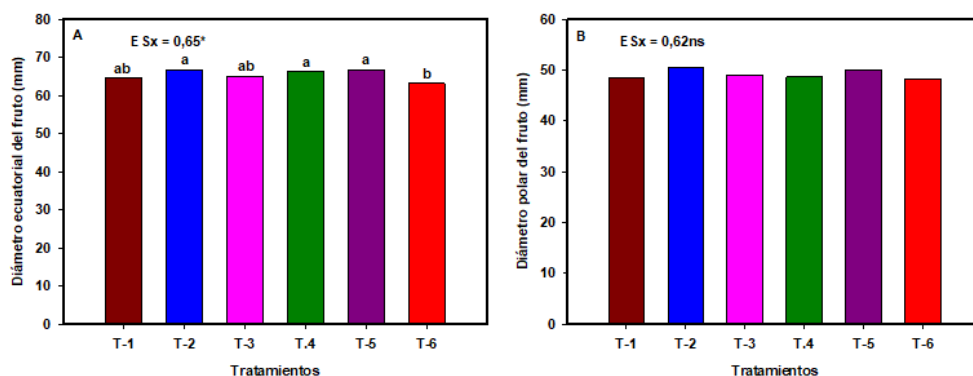 A
E Sx = 0,65*
Diámetro ecuatorial del fruto (mm)
80
70
60
50
40
30
20
10
0
ab
a
ab
a
a
b
T-1
T-2
T-3
T.4
T-5
T-6
Tratamientos
B
E Sx = 0,62ns
Diámetro polar del fruto (mm)
60
50
40
30
20
10
0
T-1
T-2
T-3
T.4
T-5
T-6
Tratamientos